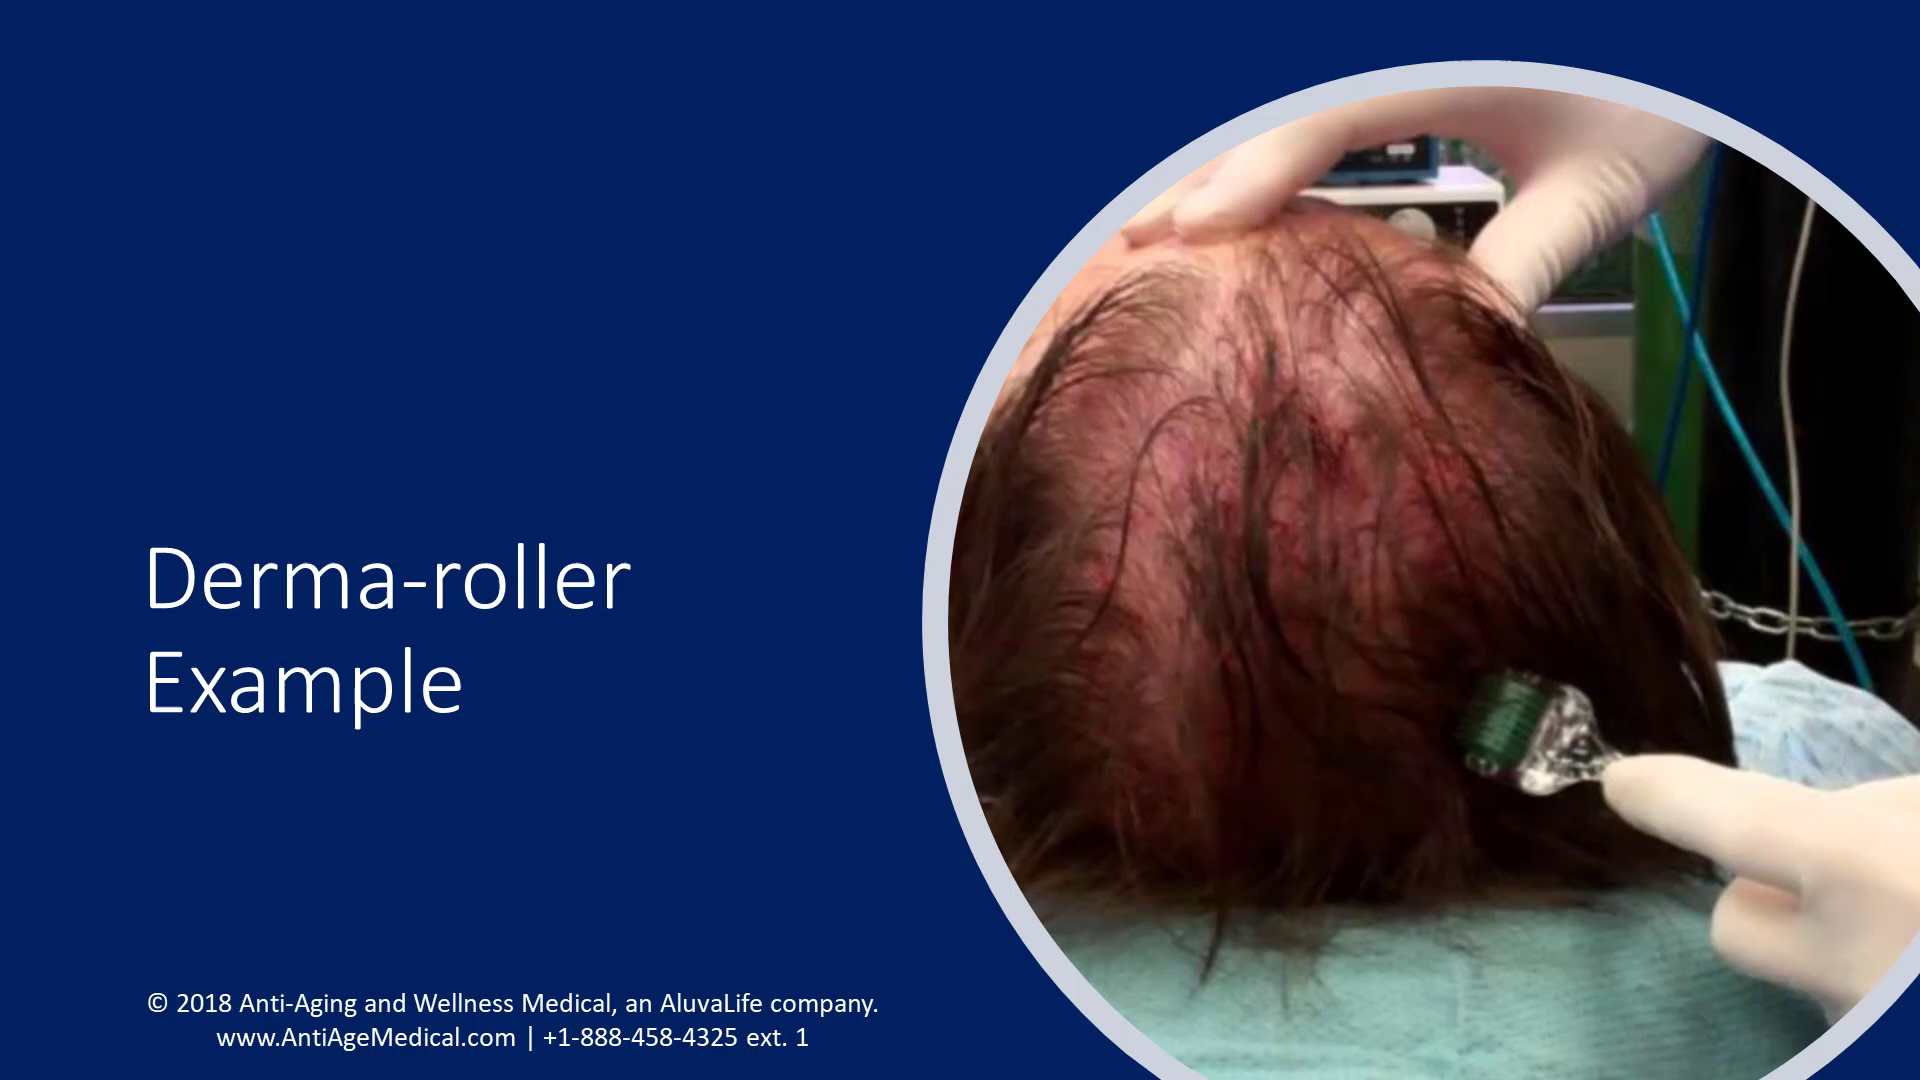 Derma-roller
Example
© 2018 Anti-Aging and Wellness Medical, an AluvaLife company.
www.AntiAgeMedical.com | +1-888-458-4325 ext. 1